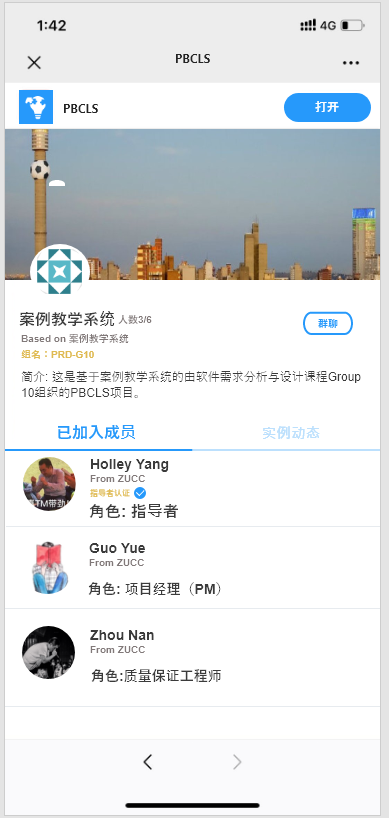 1:42
4G
PBCLS
PBCLS
打开
案例教学系统 人数3/6
群聊
Based on 案例教学系统
组名：PRD-G10
简介: 这是基于案例教学系统的由软件需求分析与设计课程Group
10组织的PBCLS项目。
已加入成员
实例动态
Holley Yang
From ZUCC
指导者认证
角色: 指导者
Guo Yue
From ZUCC
角色: 项目经理（PM）
Zhou Nan
From ZUCC
角色:质量保证工程师